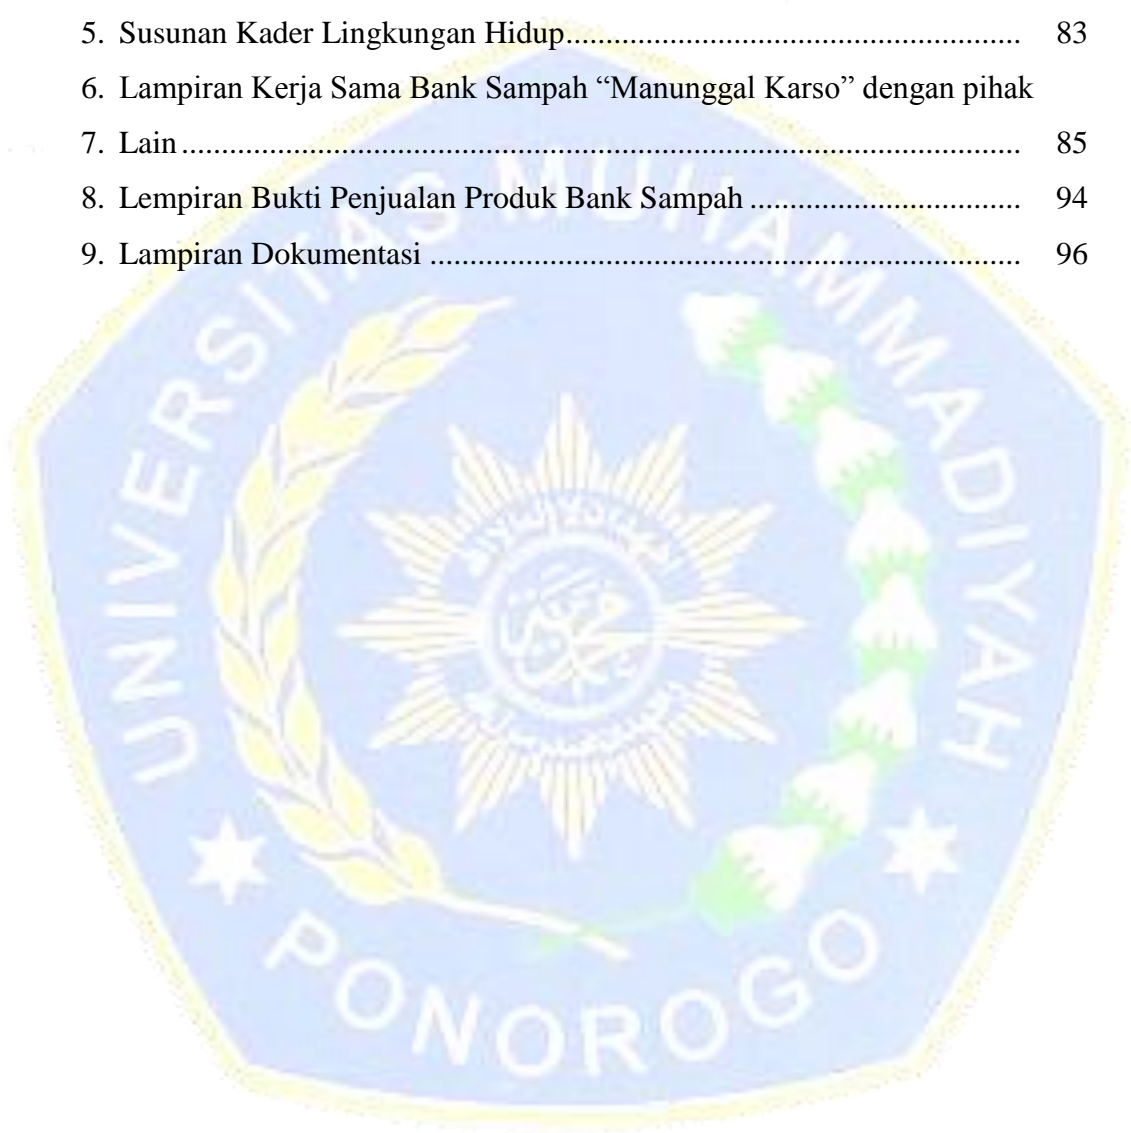 5. Susunan Kader Lingkungan Hidup......................................................... 83
6. Lampiran Kerja Sama Bank Sampah “Manunggal Karso” dengan pihak
7. Lain......................................................................................................... 85
8. Lempiran Bukti Penjualan Produk Bank Sampah .................................. 94
9. Lampiran Dokumentasi .......................................................................... 96
UNIVERSITAS MUHAMMADIYAH
PONOROGO